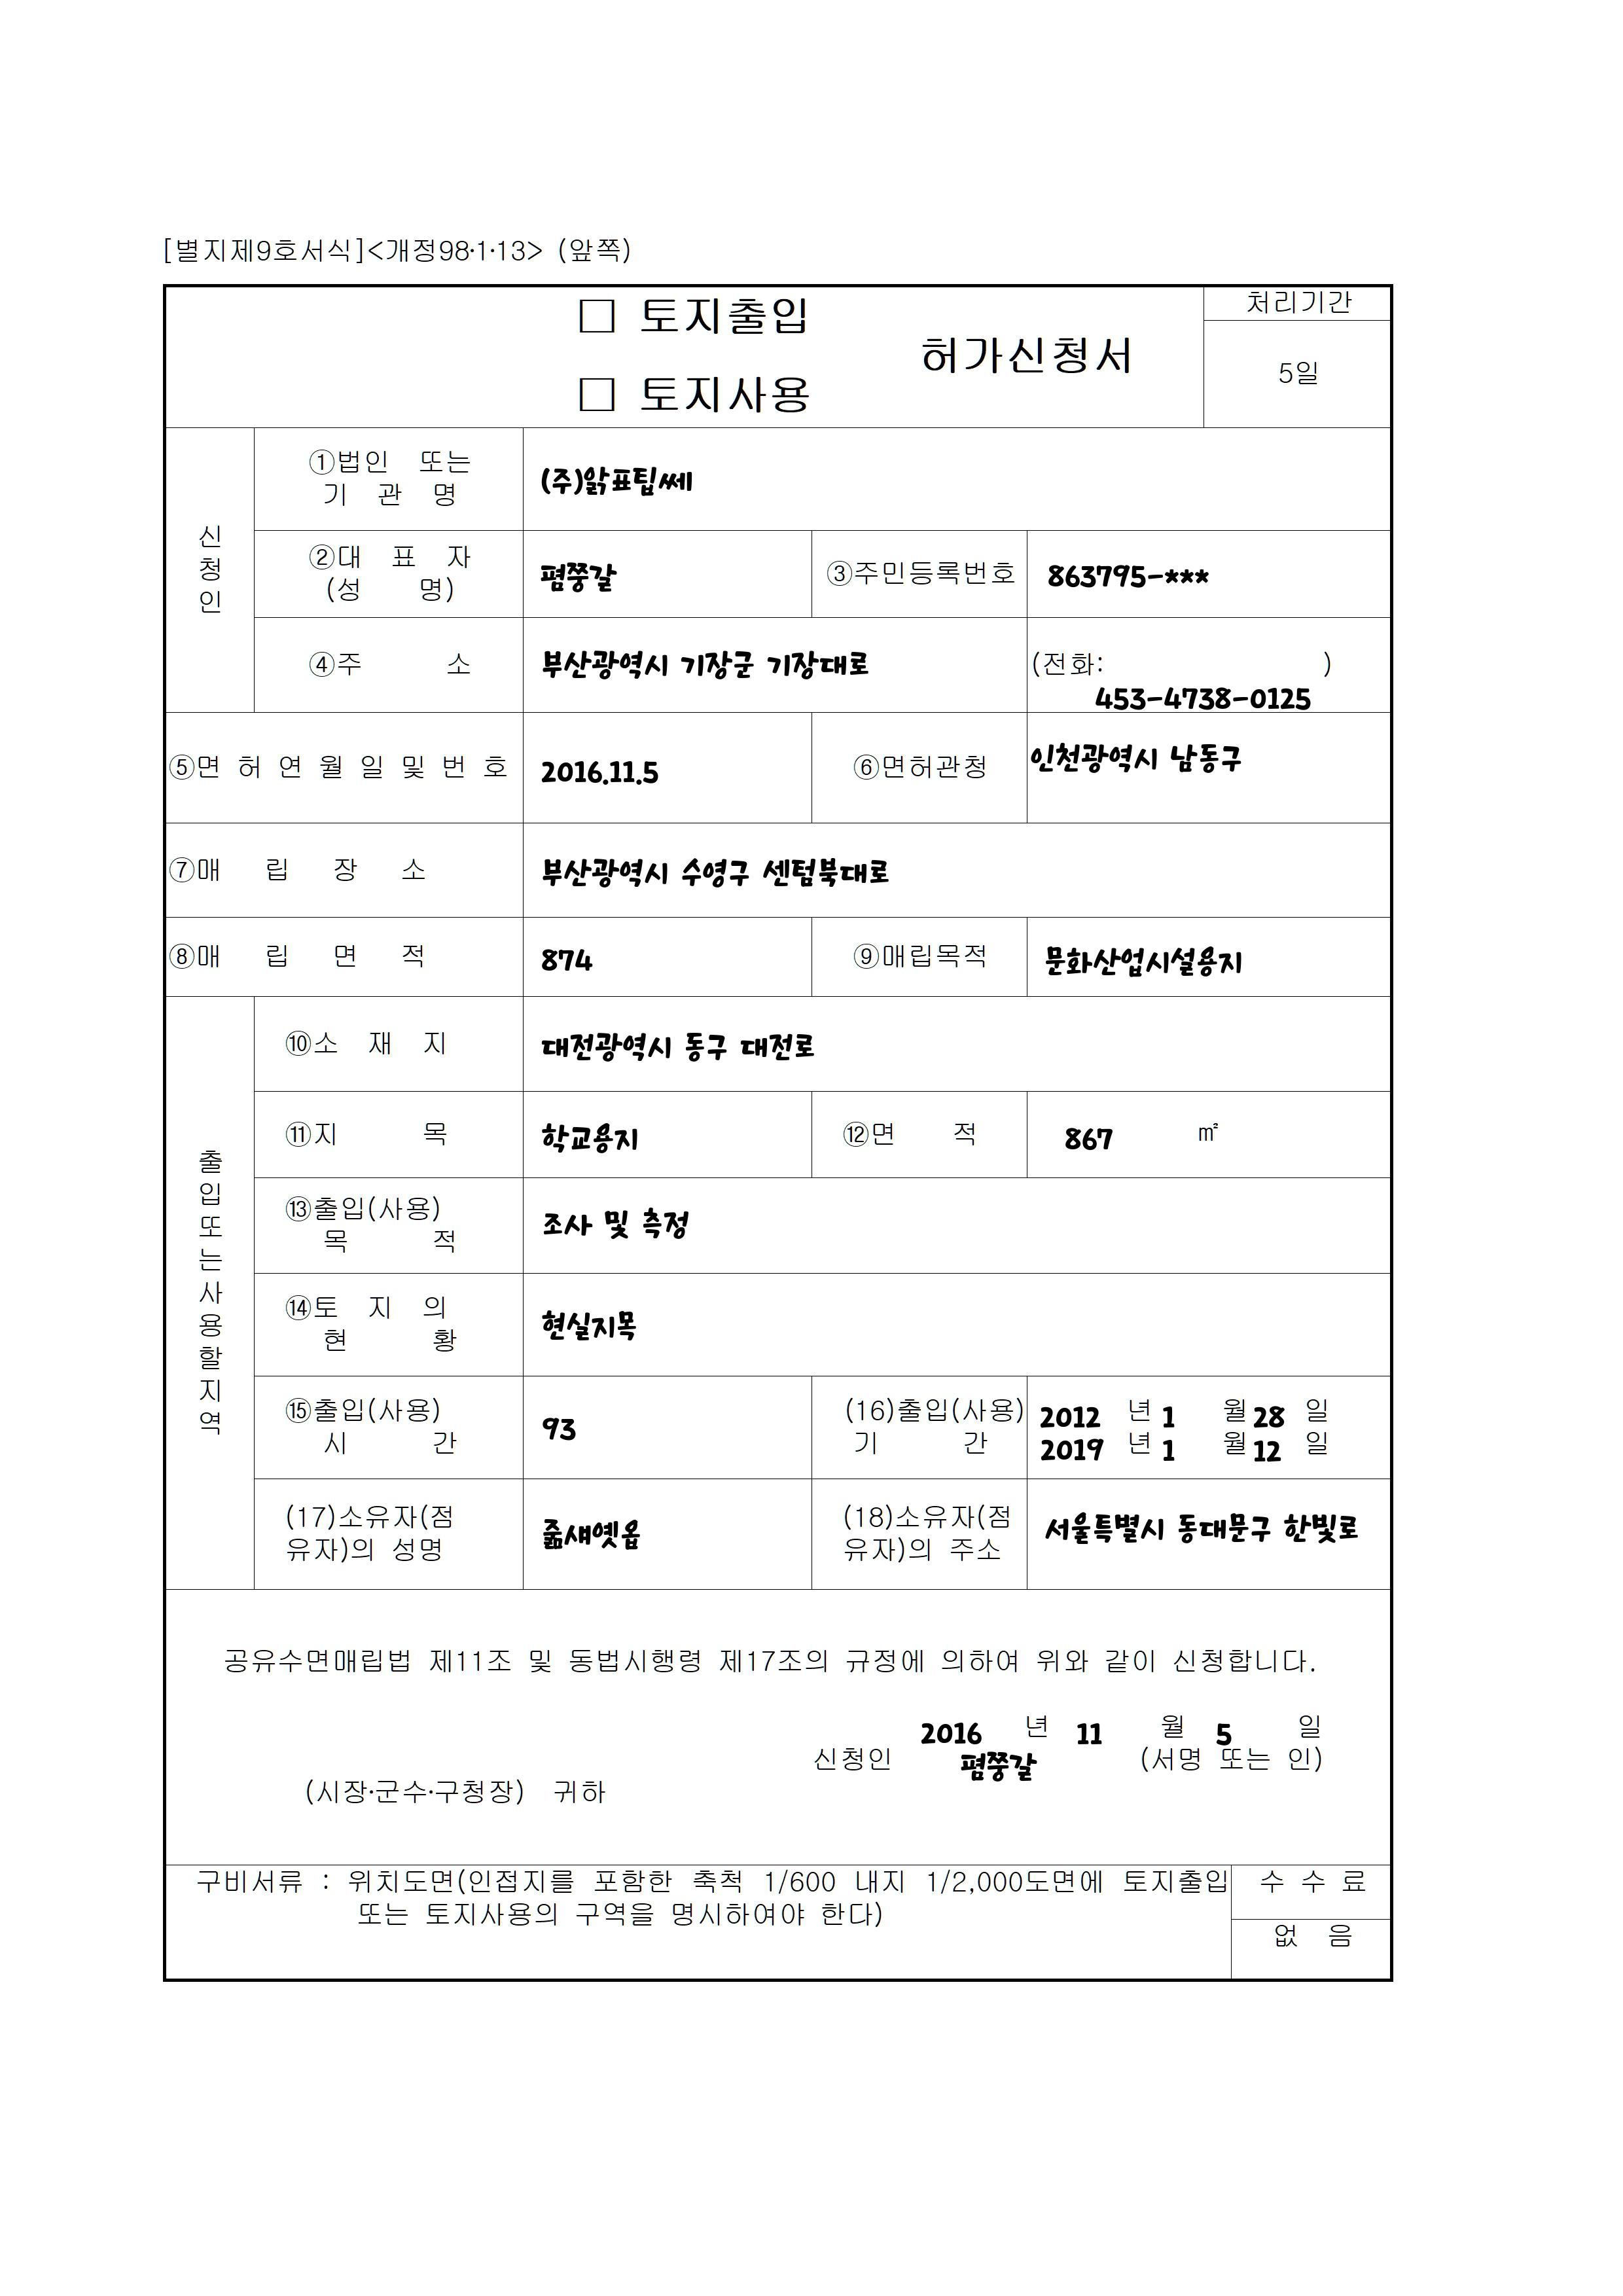 [별지제9호서식]<개정98·1·13> (앞쪽)
□ 토지출입
□ 토지사용
허가신청서
처리기간
5일
신청인
①법인 또는 기 관 명
(주)앍표팁쎄
②대 표 자 (성 명)
폄쭝갈
③주민등록번호
863795-***
④주 소
부산광역시 기장군 기장대로
(전화: )
453-4738-0125
⑤면 허 연 월 일 및 번 호
2016.11.5
⑥면허관청
인천광역시 남동구
⑦매 립 장 소
부산광역시 수영구 센텀북대로
⑧매 립 면 적
874
⑨매립목적
문화산업시설용지
출입또는사용할지역
⑩소 재 지
대전광역시 동구 대전로
⑪지 목
학교용지
⑫면 적
867 ㎡
⑬출입(사용) 목 적
조사 및 측정
⑭토 지 의 현 황
현실지목
⑮출입(사용) 시 간
93
(16)출입(사용) 기 간
2012 년 1 월 28 일
2019 년 1 월 12 일
(17)소유자(점
유자)의 성명
줆섀옛욥
(18)소유자(점
유자)의 주소
서울특별시 동대문구 한빛로
공유수면매립법 제11조 및 동법시행령 제17조의 규정에 의하여 위와 같이 신청합니다.
2016 년 11 월 5 일
신청인 폄쭝갈 (서명 또는 인)
(시장·군수·구청장) 귀하
구비서류 : 위치도면(인접지를 포함한 축척 1/600 내지 1/2,000도면에 토지출입
또는 토지사용의 구역을 명시하여야 한다)
수 수 료
없 음